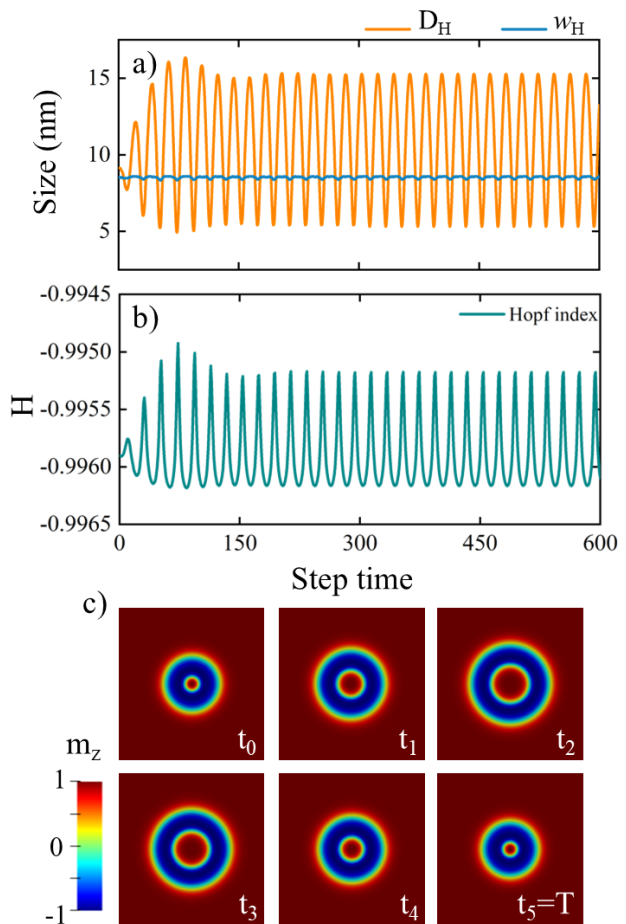 D_H w_H
a)
Size (nm)
15
10
5
b)
Hopf index
H
-0.9945
-0.9950
-0.9955
-0.9960
-0.9965
0 150 300 450 600
Step time
c)
t_0 t_1 t_2
m_z
1
0
-1
t_3 t_4 t_5=T